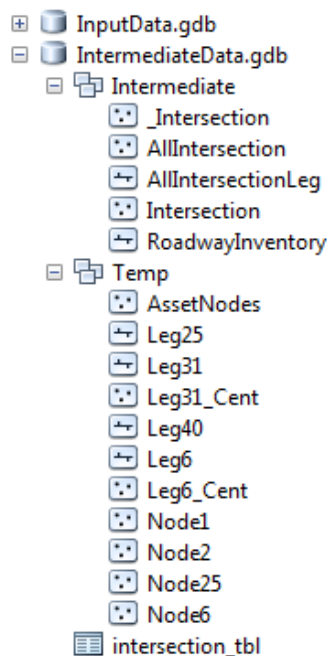 InputData.gdb
IntermediateData.gdb
Intermediate
_Intersection
AllIntersection
AllIntersectionLeg
Intersection
RoadwayInventory
Temp
AssetNodes
Leg25
Leg31
Leg31_Cent
Leg40
Leg6
Leg6_Cent
Node1
Node2
Node25
Node6
intersection_tbl